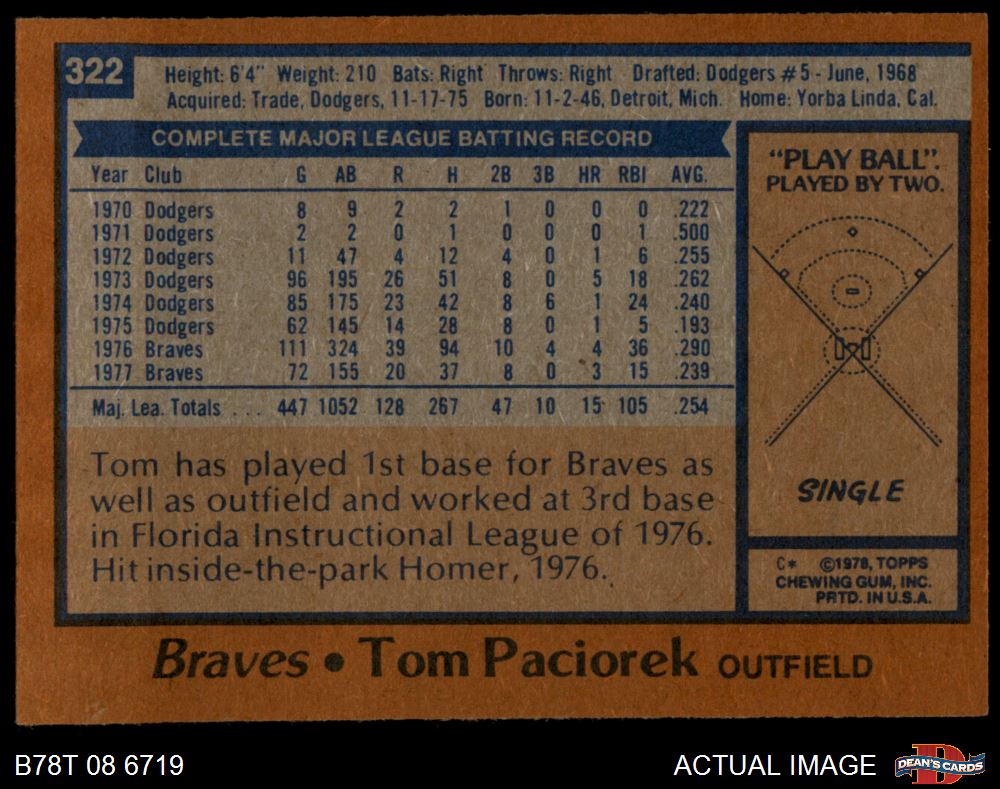 322
Height: 6'4" Weight: 210 Bats: Right Throws: Right Drafted: Dodgers #5 - June, 1968
Acquired: Trade, Dodgers, 11-17-75 Born: 11-2-46, Detroit, Mich. Home: Yorba Linda, Cal.
COMPLETE MAJOR LEAGUE BATTING RECORD
Year Club G AB R H 2B 3B HR RBI AVG.
1970 Dodgers 8 9 2 2 1 0 0 0 .222
1971 Dodgers 2 2 0 1 0 0 0 1 .500
1972 Dodgers 11 47 4 12 4 0 1 6 .255
1973 Dodgers 96 195 26 51 8 0 5 18 .262
1974 Dodgers 85 175 23 42 8 6 1 24 .240
1975 Dodgers 62 145 14 28 8 0 1 5 .193
1976 Braves 111 324 39 94 10 4 4 36 .290
1977 Braves 72 155 20 37 8 0 3 15 .239
Maj. Lea. Totals . . . 447 1052 128 267 47 10 15 105 .254
Tom has played 1st base for Braves as
well as outfield and worked at 3rd base
in Florida Instructional League of 1976.
Hit inside-the-park Homer, 1976.
"PLAY BALL".
PLAYED BY TWO.
SINGLE
C* ©1978, TOPPS
CHEWING GUM, INC.
PRTD. IN U.S.A.
Braves • Tom Paciorek OUTFIELD
B78T 08 6719
ACTUAL IMAGE
D
DEAN'S CARDS